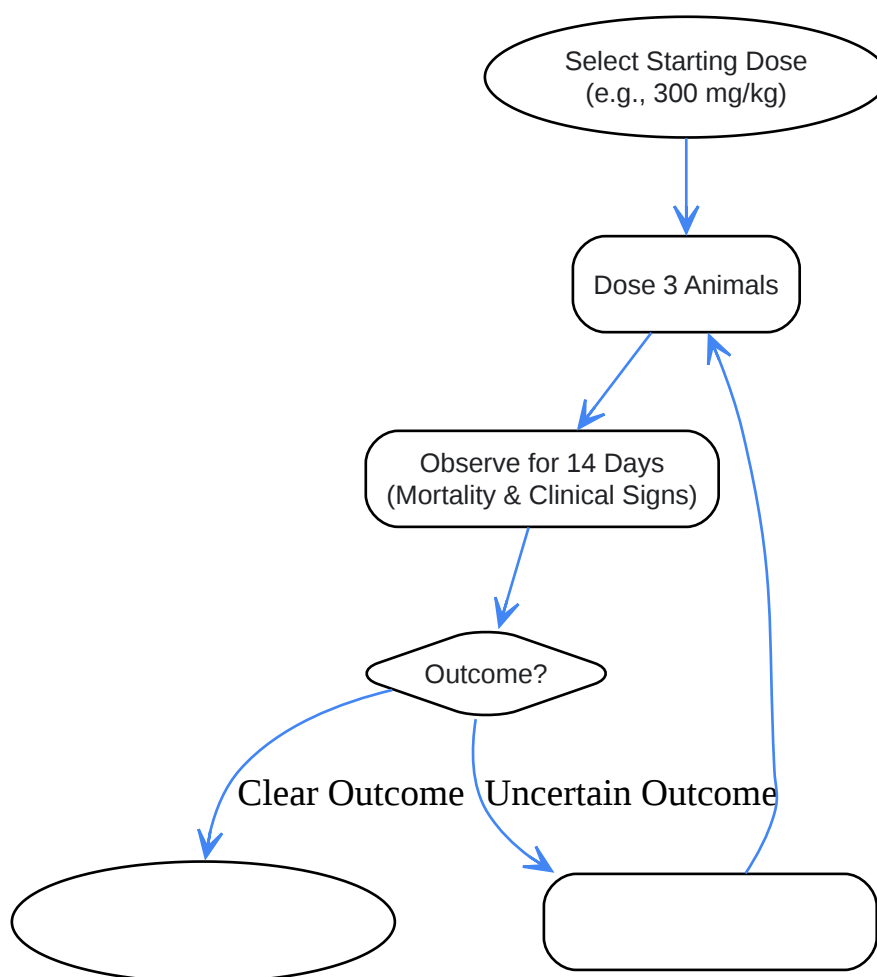 Select Starting Dose
(e.g., 300 mg/kg)
Dose 3 Animals
Observe for 14 Days
(Mortality & Clinical Signs)
Outcome?
Clear Outcome
Uncertain Outcome